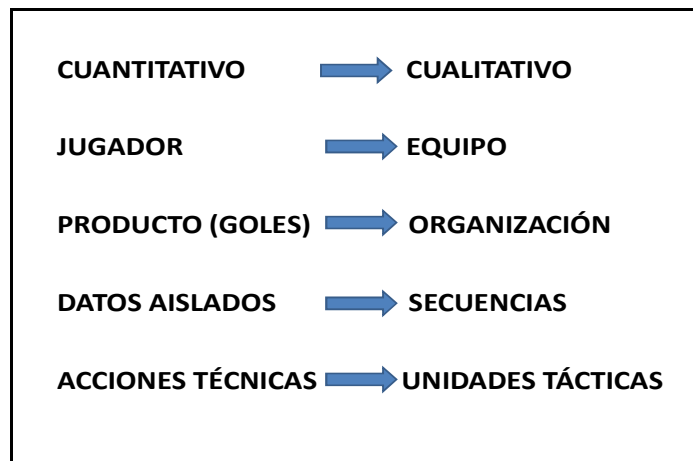 CUANTITATIVO CUALITATIVO
JUGADOR EQUIPO
PRODUCTO (GOLES) ORGANIZACIÓN
DATOS AISLADOS SECUENCIAS
ACCIONES TÉCNICAS UNIDADES TÁCTICAS